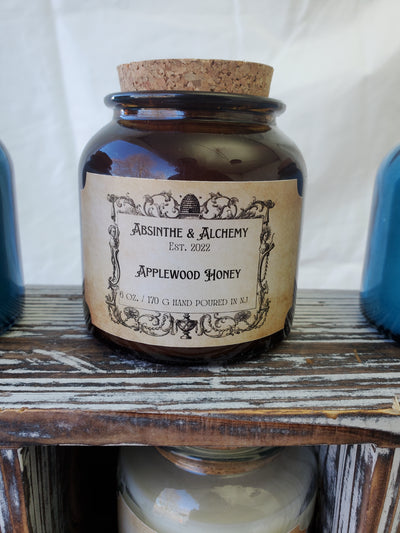 Absinthe & Alchemy
Est. 2022
Applewood Honey
6 oz. / 170 g hand poured in NJ